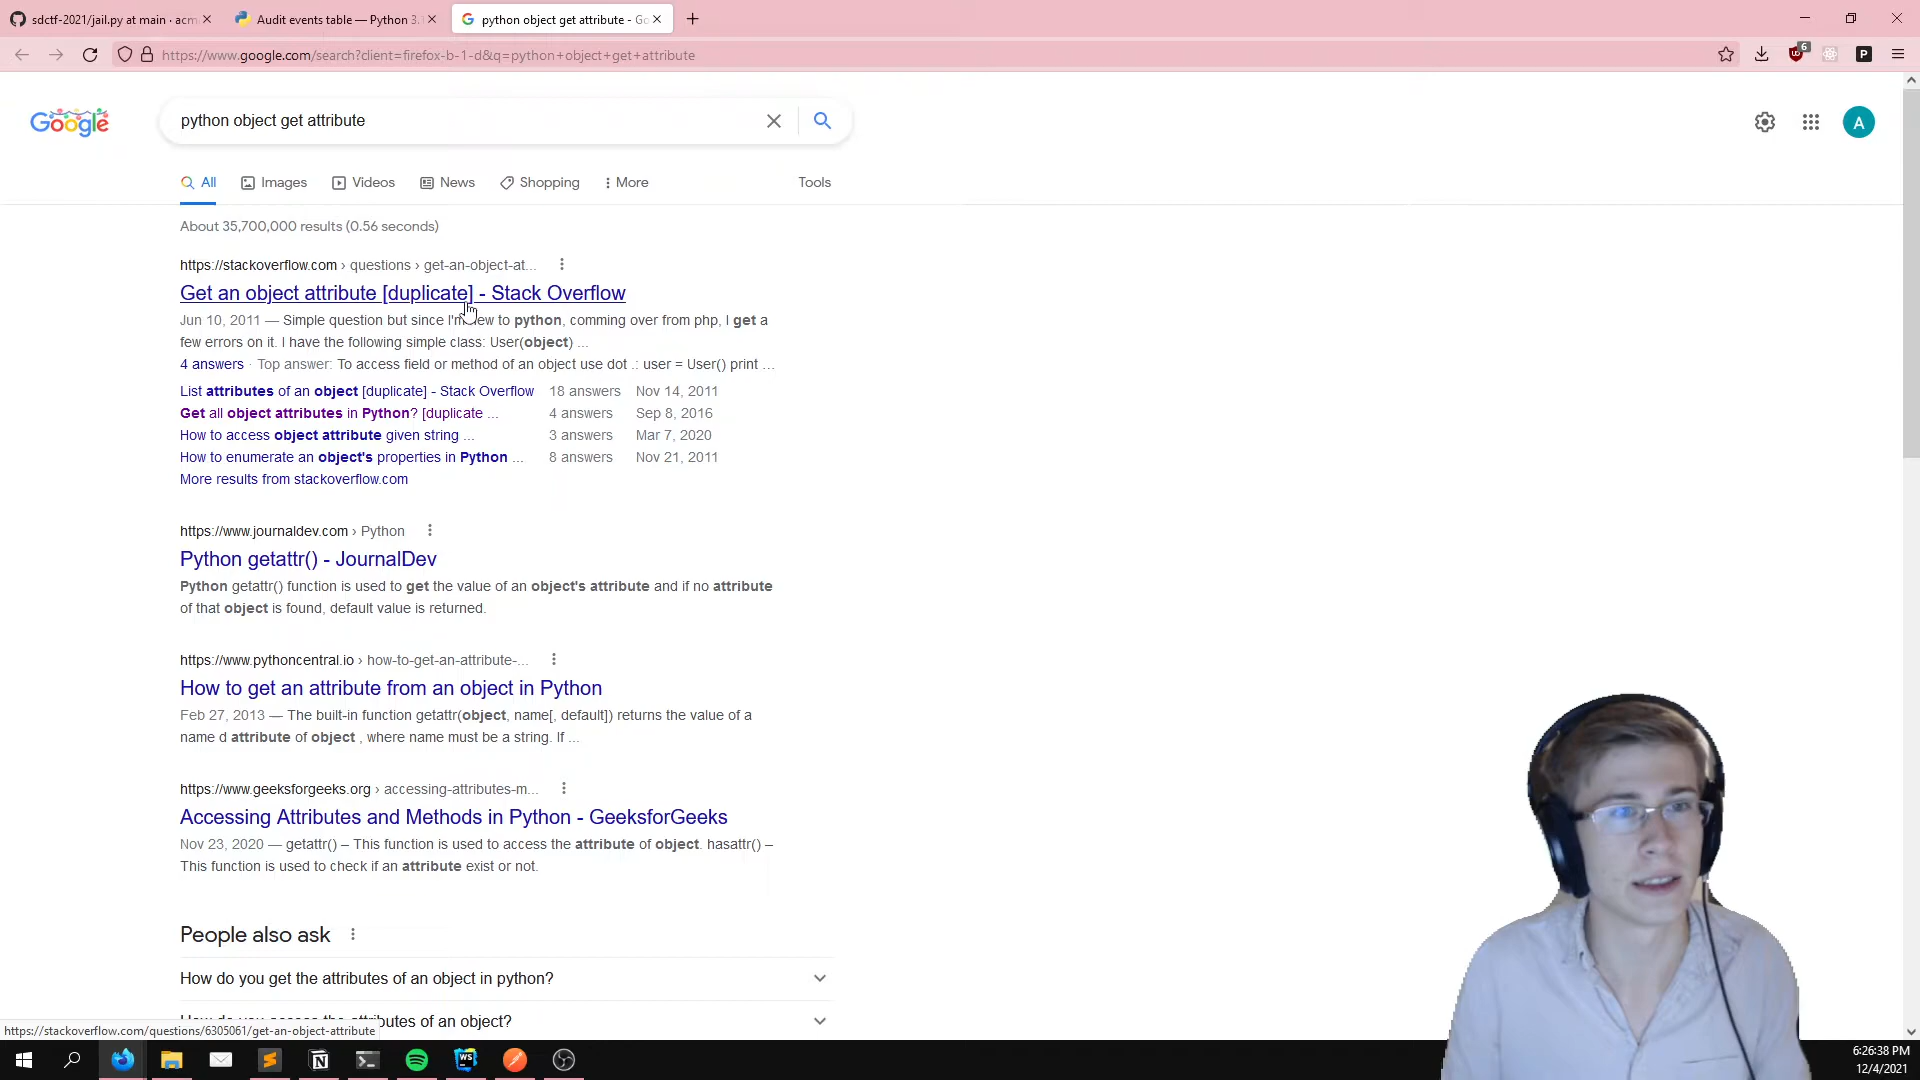 sdctf-2021/jail.py at main · acm
Audit events table — Python 3.1
python object get attribute - Go
https://www.google.com/search?client=firefox-b-1-d&q=python+object+get+attribute
6
P
Google
python object get attribute
A
All
Images
Videos
News
Shopping
More
Tools
About 35,700,000 results (0.56 seconds)
https://stackoverflow.com › questions › get-an-object-at...
Get an object attribute [duplicate] - Stack Overflow
Jun 10, 2011 — Simple question but since I'm new to python, comming over from php, I get a
few errors on it. I have the following simple class: User(object) ...
4 answers · Top answer: To access field or method of an object use dot .: user = User() print ...
List attributes of an object [duplicate] - Stack Overflow 18 answers Nov 14, 2011
Get all object attributes in Python? [duplicate ... 4 answers Sep 8, 2016
How to access object attribute given string ... 3 answers Mar 7, 2020
How to enumerate an object's properties in Python ... 8 answers Nov 21, 2011
More results from stackoverflow.com
https://www.journaldev.com › Python
Python getattr() - JournalDev
Python getattr() function is used to get the value of an object's attribute and if no attribute
of that object is found, default value is returned.
https://www.pythoncentral.io › how-to-get-an-attribute-...
How to get an attribute from an object in Python
Feb 27, 2013 — The built-in function getattr(object, name[, default]) returns the value of a
name d attribute of object , where name must be a string. If ...
https://www.geeksforgeeks.org › accessing-attributes-m...
Accessing Attributes and Methods in Python - GeeksforGeeks
Nov 23, 2020 — getattr() – This function is used to access the attribute of object. hasattr() –
This function is used to check if an attribute exist or not.
People also ask
How do you get the attributes of an object in python?
How do you access the attributes of an object?
https://stackoverflow.com/questions/6305061/get-an-object-attribute
WS
6:26:38 PM
12/4/2021